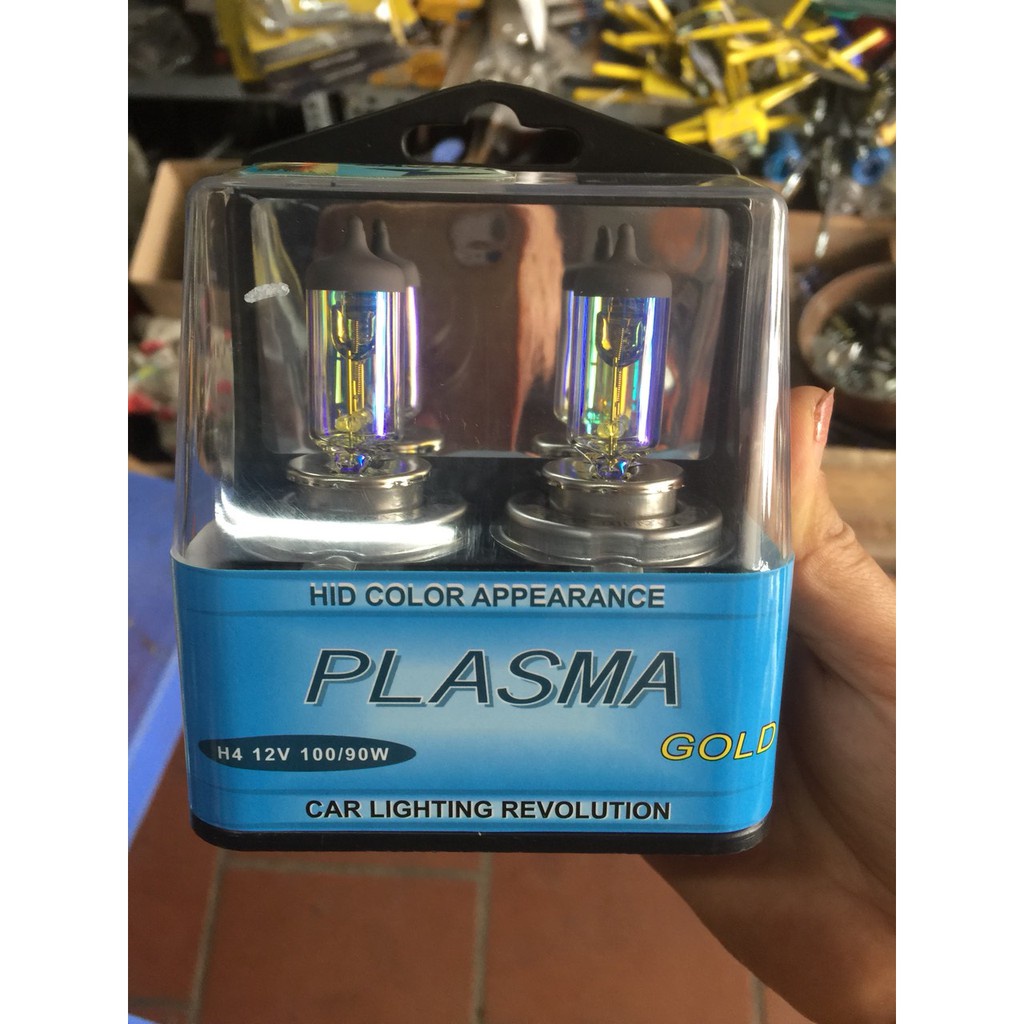 HID COLOR APPEARANCE
PLASMA
GOLD
H4 12V 100/90W
CAR LIGHTING REVOLUTION